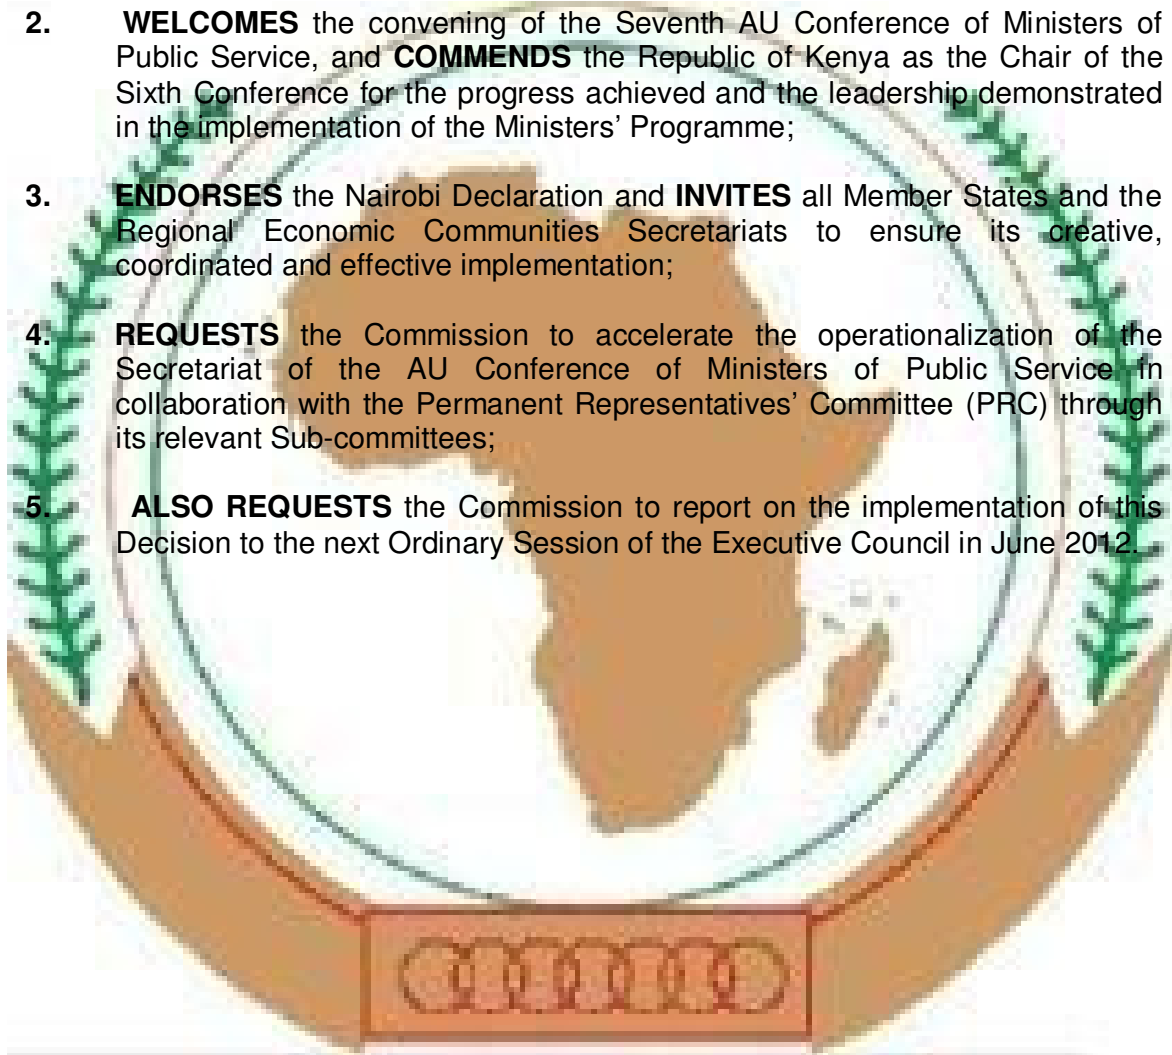 2. WELCOMES the convening of the Seventh AU Conference of Ministers of
Public Service, and COMMENDS the Republic of Kenya as the Chair of the
Sixth Conference for the progress achieved and the leadership demonstrated
in the implementation of the Ministers’ Programme;
3. ENDORSES the Nairobi Declaration and INVITES all Member States and the
Regional Economic Communities Secretariats to ensure its creative,
coordinated and effective implementation;
4. REQUESTS the Commission to accelerate the operationalization of the
Secretariat of the AU Conference of Ministers of Public Service in
collaboration with the Permanent Representatives’ Committee (PRC) through
its relevant Sub-committees;
5. ALSO REQUESTS the Commission to report on the implementation of this
Decision to the next Ordinary Session of the Executive Council in June 2012.